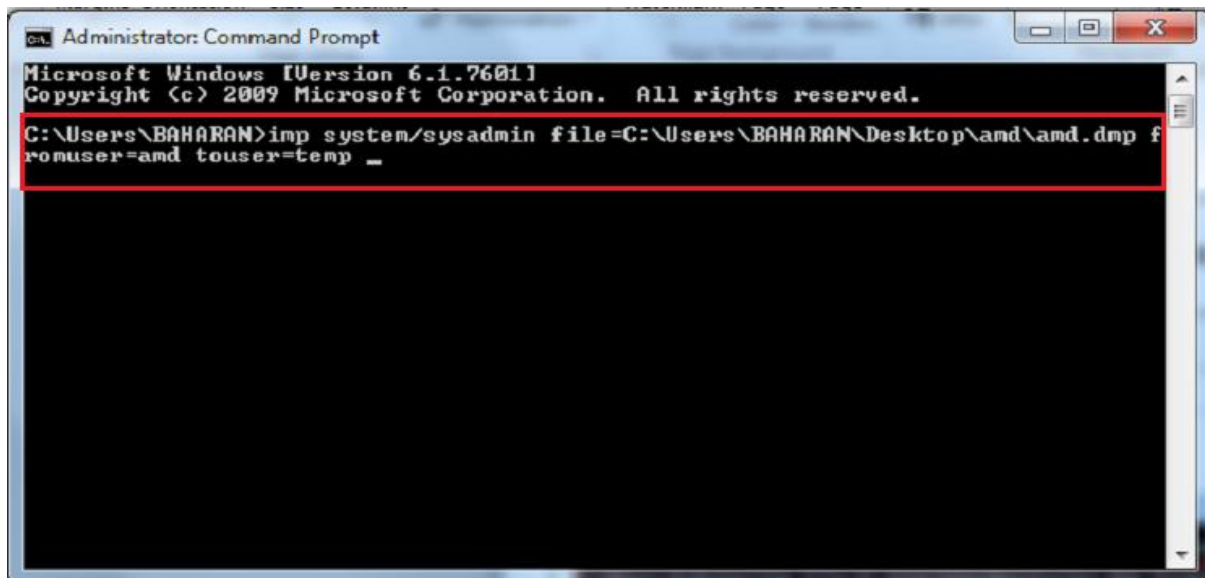 Administrator: Command Prompt
Microsoft Windows [Version 6.1.7601]
Copyright (c) 2009 Microsoft Corporation.  All rights reserved.
C:\Users\BAHARAN>imp system/sysadmin file=C:\Users\BAHARAN\Desktop\amd\amd.dmp f
romuser=amd touser=temp _